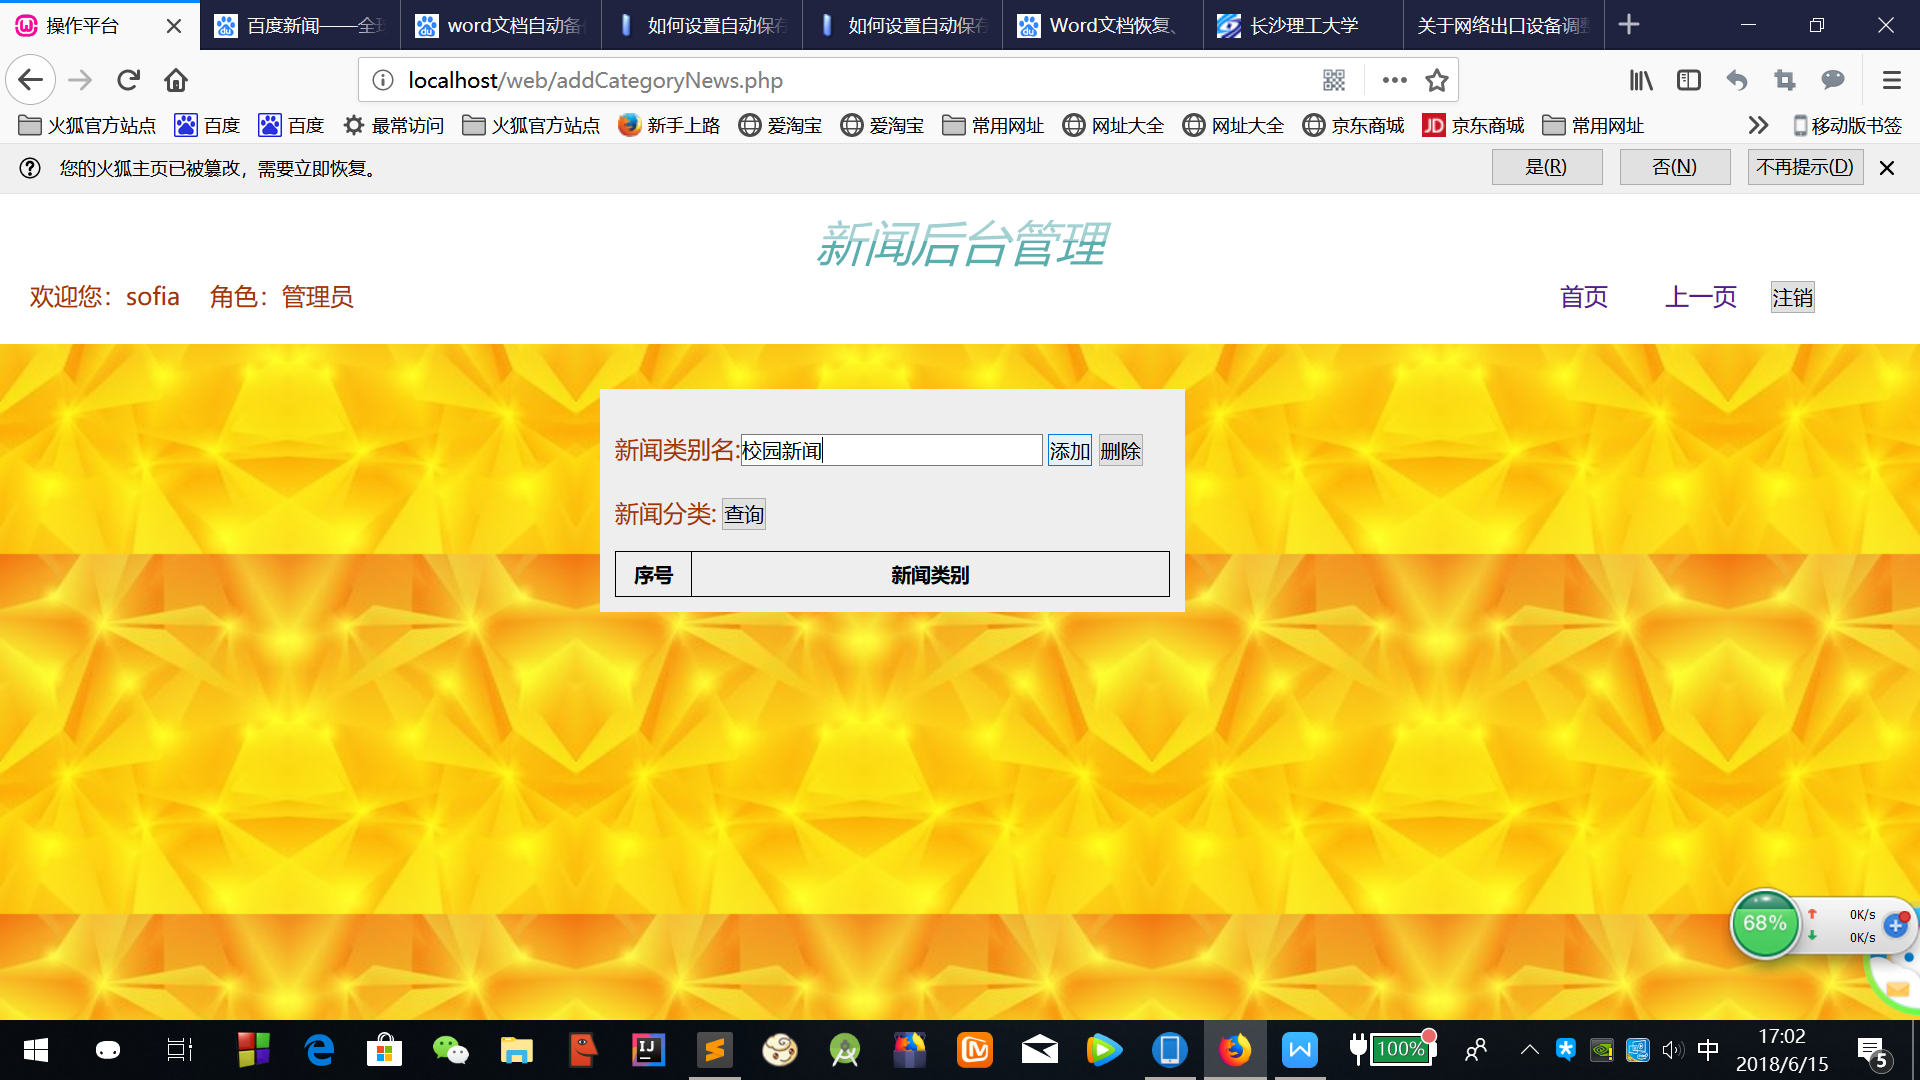 操作平台
百度新闻——全球
word文档自动备份
如何设置自动保存
如何设置自动保存
Word文档恢复、
长沙理工大学
关于网络出口设备调整
localhost/web/addCategoryNews.php
火狐官方站点
百度
百度
最常访问
火狐官方站点
新手上路
爱淘宝
爱淘宝
常用网址
网址大全
网址大全
京东商城
JD
京东商城
常用网址
移动版书签
您的火狐主页已被篡改，需要立即恢复。
是(R)
否(N)
不再提示(D)
新闻后台管理
欢迎您：sofia 角色：管理员
首页
上一页
注销
新闻类别名:校园新闻
添加
删除
新闻分类:
查询
序号
新闻类别
68%
0K/s
0K/s
IJ
100%
中
17:02
2018/6/15
5